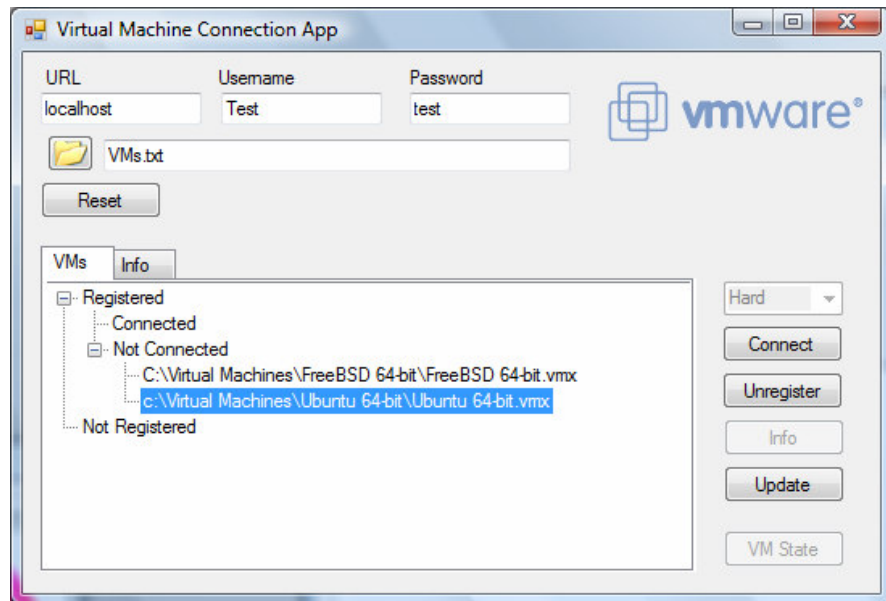 Virtual Machine Connection App
URL Username Password
localhost Test test
vmware®
VMs.txt
Reset
VMs Info
Registered
Hard
Connected
Not Connected
Connect
C:\Virtual Machines\FreeBSD 64-bit\FreeBSD 64-bit.vmx
c:\Virtual Machines\Ubuntu 64-bit\Ubuntu 64-bit.vmx
Unregister
Not Registered
Info
Update
VM State